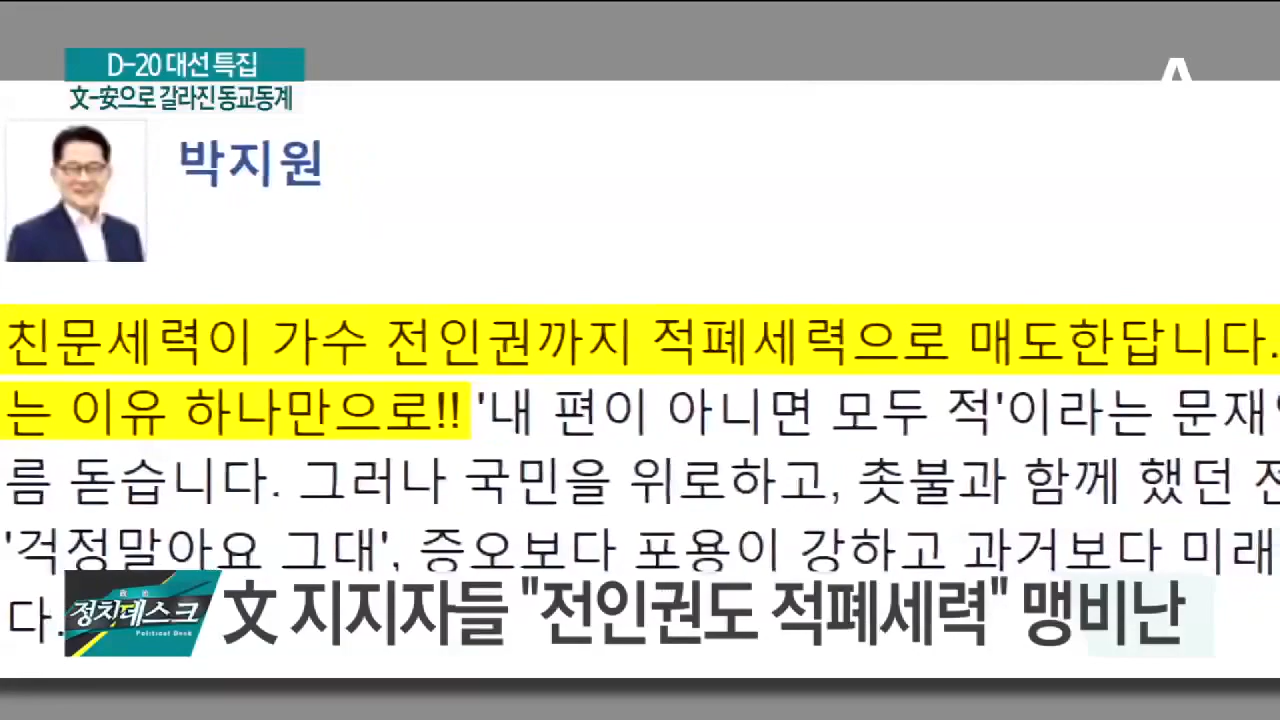 D-20 대선 특집
文-安으로 갈라진 동교동계
박지원
친문세력이 가수 전인권까지 적폐세력으로 매도한답니다.
는 이유 하나만으로!! '내 편이 아니면 모두 적'이라는 문재
름 돋습니다. 그러나 국민을 위로하고, 촛불과 함께 했던
'걱정말아요 그대', 증오보다 포용이 강하고 과거보다 미래
다.
정치데스크
Political Desk
文 지지자들 "전인권도 적폐세력" 맹비난